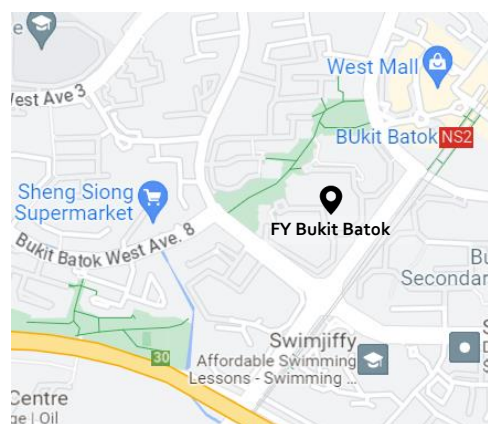 e
West Mall
West Ave 3
BUkit Batok NS2
Sheng Siong
Supermarket
FY Bukit Batok
Bukit Batok West Ave. 8
Bu
Secondar
Swimjiffy
Affordable Swimming
Lessons - Swimming ...
30
S
D
S
Centre
ge | Oil